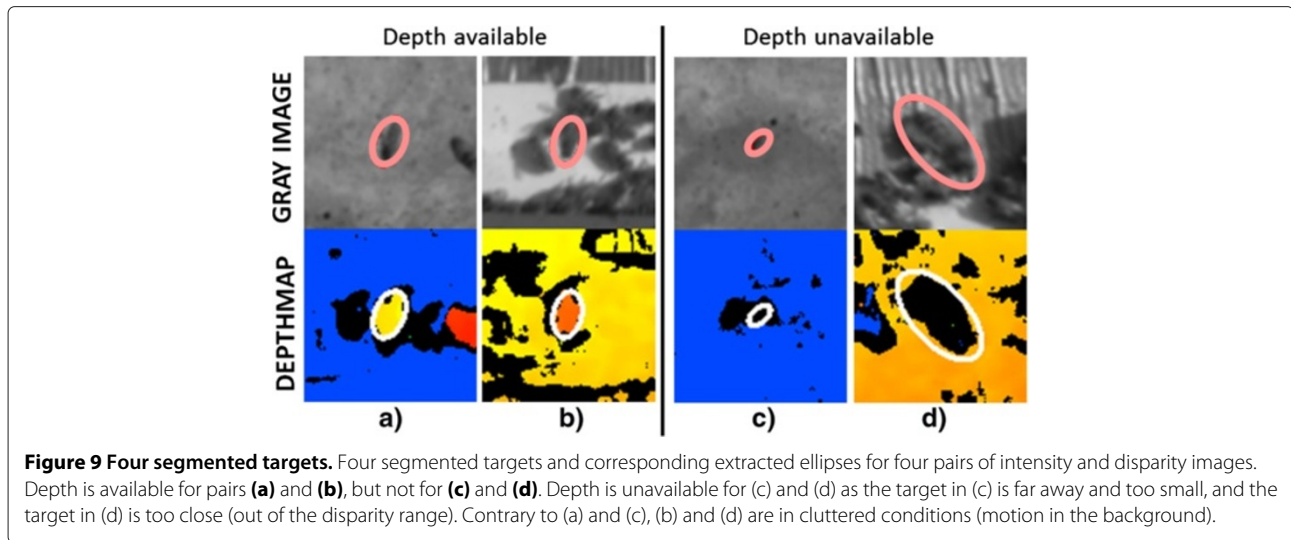 Depth available
Depth unavailable
GRAY IMAGE
DEPTHMAP
a)
b)
c)
d)
Figure 9 Four segmented targets. Four segmented targets and corresponding extracted ellipses for four pairs of intensity and disparity images.
Depth is available for pairs (a) and (b), but not for (c) and (d). Depth is unavailable for (c) and (d) as the target in (c) is far away and too small, and the
target in (d) is too close (out of the disparity range). Contrary to (a) and (c), (b) and (d) are in cluttered conditions (motion in the background).